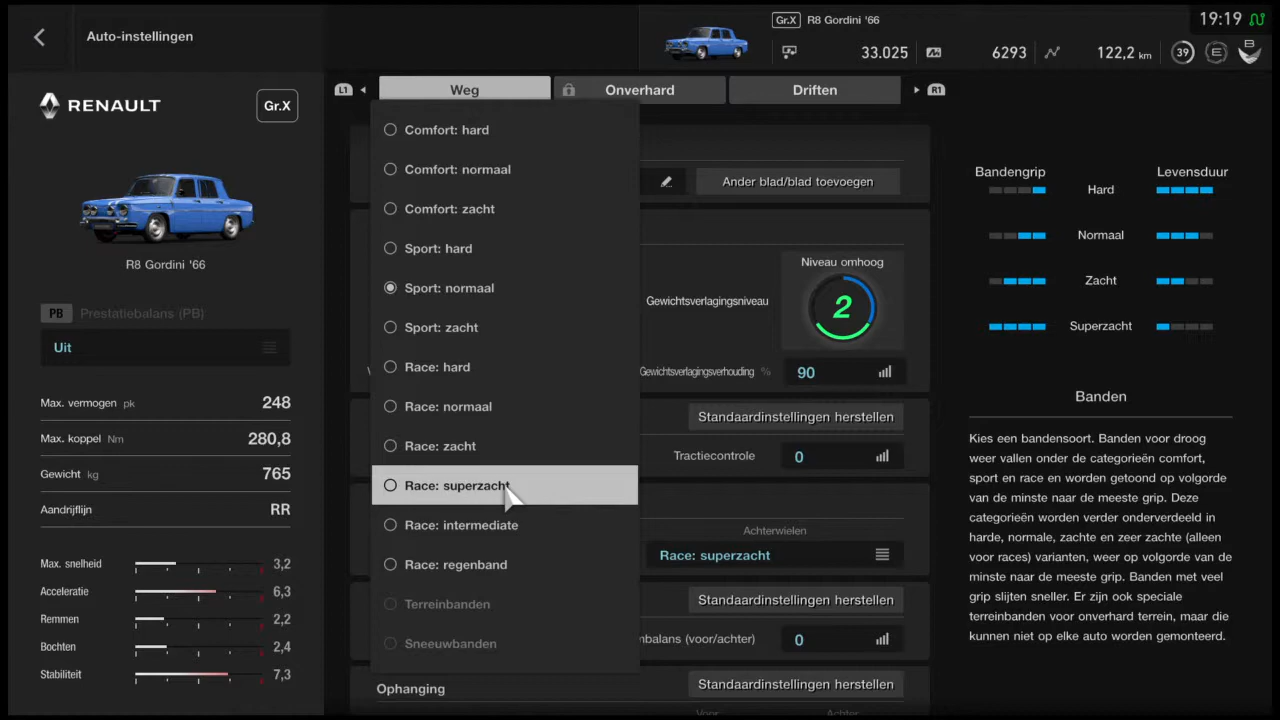 Auto-instellingen
Gr.X R8 Gordini '66
19:19
33.025
6293
122,2 km
39
E
B
RENAULT
Gr.X
R8 Gordini '66
PB Prestatiebalans (PB)
Uit
Max. vermogen pk 248
Max. koppel Nm 280,8
Gewicht kg 765
Aandrijflijn RR
Max. snelheid 3,2
Acceleratie 6,3
Remmen 2,2
Bochten 2,4
Stabiliteit 7,3
L1 Weg Onverhard Driften R1
Comfort: hard
Comfort: normaal
Comfort: zacht
Sport: hard
Sport: normaal
Sport: zacht
Race: hard
Race: normaal
Race: zacht
Race: superzacht
Race: intermediate
Race: regenband
Terreinbanden
Sneeuwbanden
Ophanging
Ander blad/blad toevoegen
Niveau omhoog
Gewichtsverlagingsniveau
2
Gewichtsverlagingsverhouding % 90
Standaardinstellingen herstellen
Tractiecontrole 0
Achterwielen
Race: superzacht
Standaardinstellingen herstellen
nbalans (voor/achter) 0
Standaardinstellingen herstellen
Voor Achter
Bandengrip Levensduur
Hard
Normaal
Zacht
Superzacht
Banden
Kies een bandensoort. Banden voor droog
weer vallen onder de categorieën comfort,
sport en race en worden getoond op volgorde
van de minste naar de meeste grip. Deze
categorieën worden verder onderverdeeld in
harde, normale, zachte en zeer zachte (alleen
voor races) varianten, weer op volgorde van de
minste naar de meeste grip. Banden met veel
grip slijten sneller. Er zijn ook speciale
terreinbanden voor onverhard terrein, maar die
kunnen niet op elke auto worden gemonteerd.